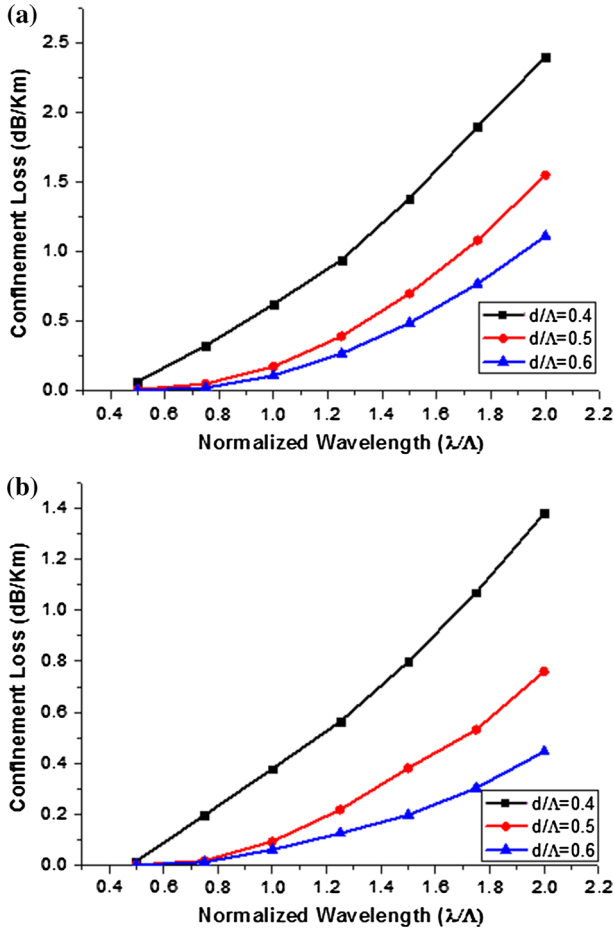 (a)
Confinement Loss (dB/Km)
2.5
2.0
1.5
1.0
0.5
0.0
d/Λ=0.4
d/Λ=0.5
d/Λ=0.6
0.4 0.6 0.8 1.0 1.2 1.4 1.6 1.8 2.0 2.2
Normalized Wavelength (λ/Λ)
(b)
Confinement Loss (dB/Km)
1.4
1.2
1.0
0.8
0.6
0.4
0.2
0.0
d/Λ=0.4
d/Λ=0.5
d/Λ=0.6
0.4 0.6 0.8 1.0 1.2 1.4 1.6 1.8 2.0 2.2
Normalized Wavelength (λ/Λ)